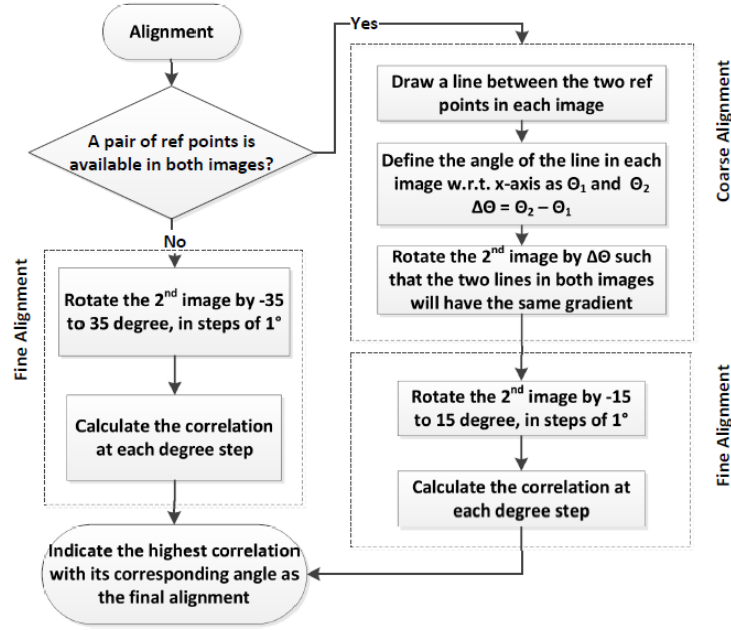 Alignment
A pair of ref points is
available in both images?
Yes
No
Draw a line between the two ref
points in each image
Define the angle of the line in each
image w.r.t. x-axis as Θ₁ and Θ₂
ΔΘ = Θ₂ – Θ₁
Rotate the 2nd image by ΔΘ such
that the two lines in both images
will have the same gradient
Coarse Alignment
Rotate the 2nd image by -15
to 15 degree, in steps of 1°
Calculate the correlation at
each degree step
Fine Alignment
Fine Alignment
Rotate the 2nd image by -35
to 35 degree, in steps of 1°
Calculate the correlation
at each degree step
Indicate the highest correlation
with its corresponding angle as
the final alignment